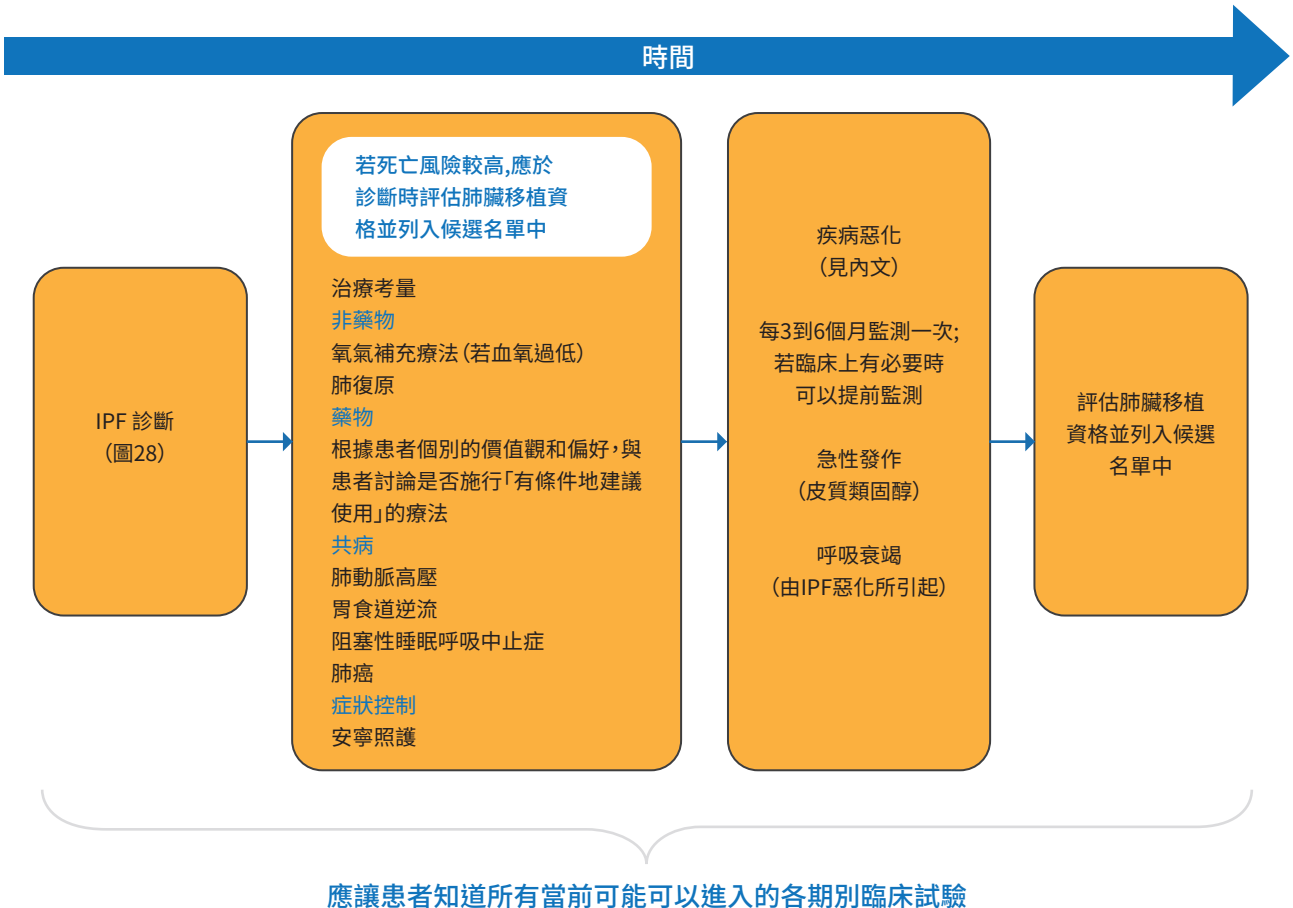 時間
IPF 診斷
（圖28）
若死亡風險較高,應於
診斷時評估肺臟移植資
格並列入候選名單中
治療考量
非藥物
氧氣補充療法（若血氧過低）
肺復原
藥物
根據患者個別的價值觀和偏好，與
患者討論是否施行「有條件地建議
使用」的療法
共病
肺動脈高壓
胃食道逆流
阻塞性睡眠呼吸中止症
肺癌
症狀控制
安寧照護
疾病惡化
（見內文）
每3到6個月監測一次;
若臨床上有必要時
可以提前監測
急性發作
（皮質類固醇）
呼吸衰竭
（由IPF惡化所引起）
評估肺臟移植
資格並列入候選
名單中
應讓患者知道所有當前可能可以進入的各期別臨床試驗